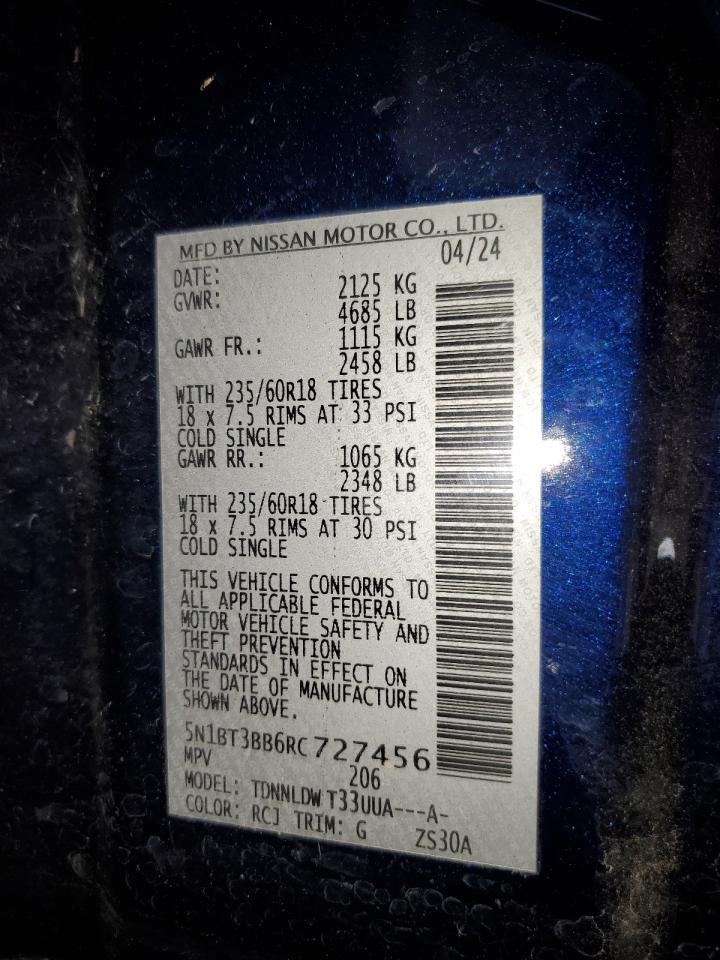 MFD BY NISSAN MOTOR CO., LTD.
DATE: 04/24
GVWR: 2125 KG
4685 LB
GAWR FR.: 1115 KG
2458 LB
WITH 235/60R18 TIRES
18 x 7.5 RIMS AT 33 PSI
COLD SINGLE
GAWR RR.: 1065 KG
2348 LB
WITH 235/60R18 TIRES
18 x 7.5 RIMS AT 30 PSI
COLD SINGLE
THIS VEHICLE CONFORMS TO
ALL APPLICABLE FEDERAL
MOTOR VEHICLE SAFETY AND
THEFT PREVENTION
STANDARDS IN EFFECT ON
THE DATE OF MANUFACTURE
SHOWN ABOVE.
5N1BT3BB6RC727456
MPV 206
MODEL: TDNNLDW T33UUA---A-
COLOR: RCJ TRIM: G ZS30A